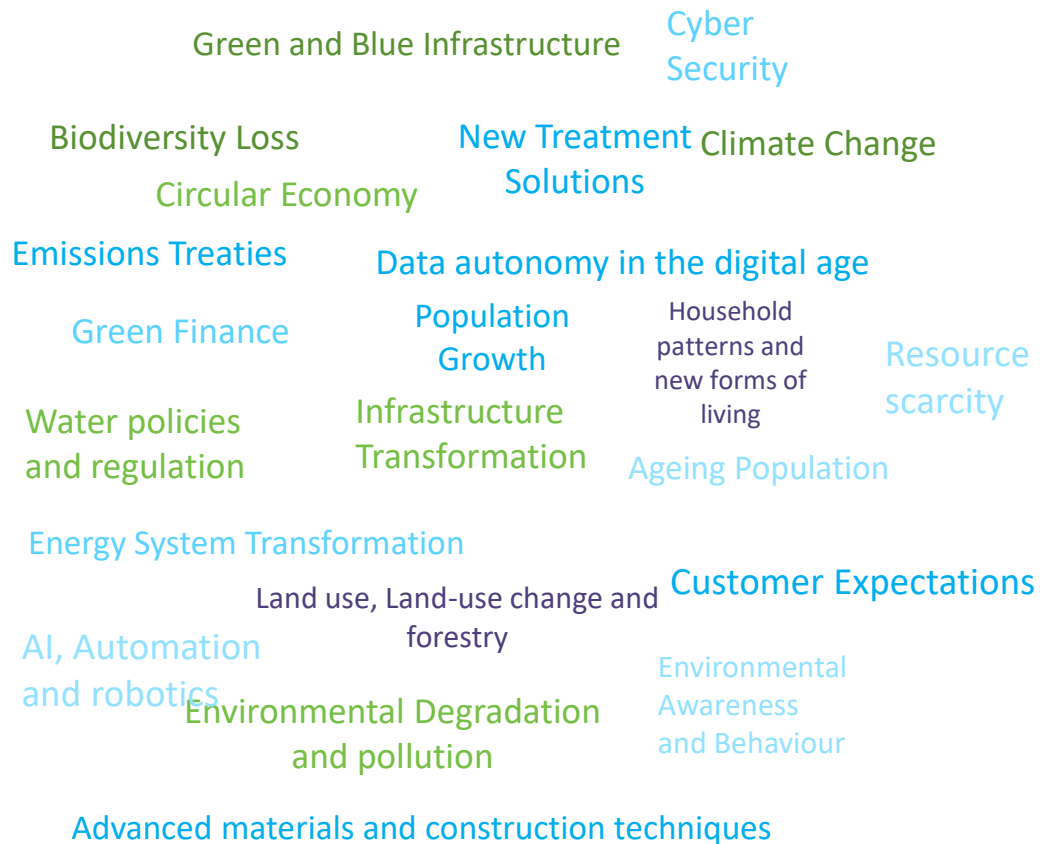 Green and Blue Infrastructure
Cyber
Security
Biodiversity Loss
New Treatment
Solutions
Climate Change
Circular Economy
Emissions Treaties
Data autonomy in the digital age
Green Finance
Population
Growth
Household
patterns and
new forms of
living
Resource
scarcity
Water policies
and regulation
Infrastructure
Transformation
Ageing Population
Energy System Transformation
Land use, Land-use change and
forestry
Customer Expectations
AI, Automation
and robotics
Environmental Degradation
and pollution
Environmental
Awareness
and Behaviour
Advanced materials and construction techniques